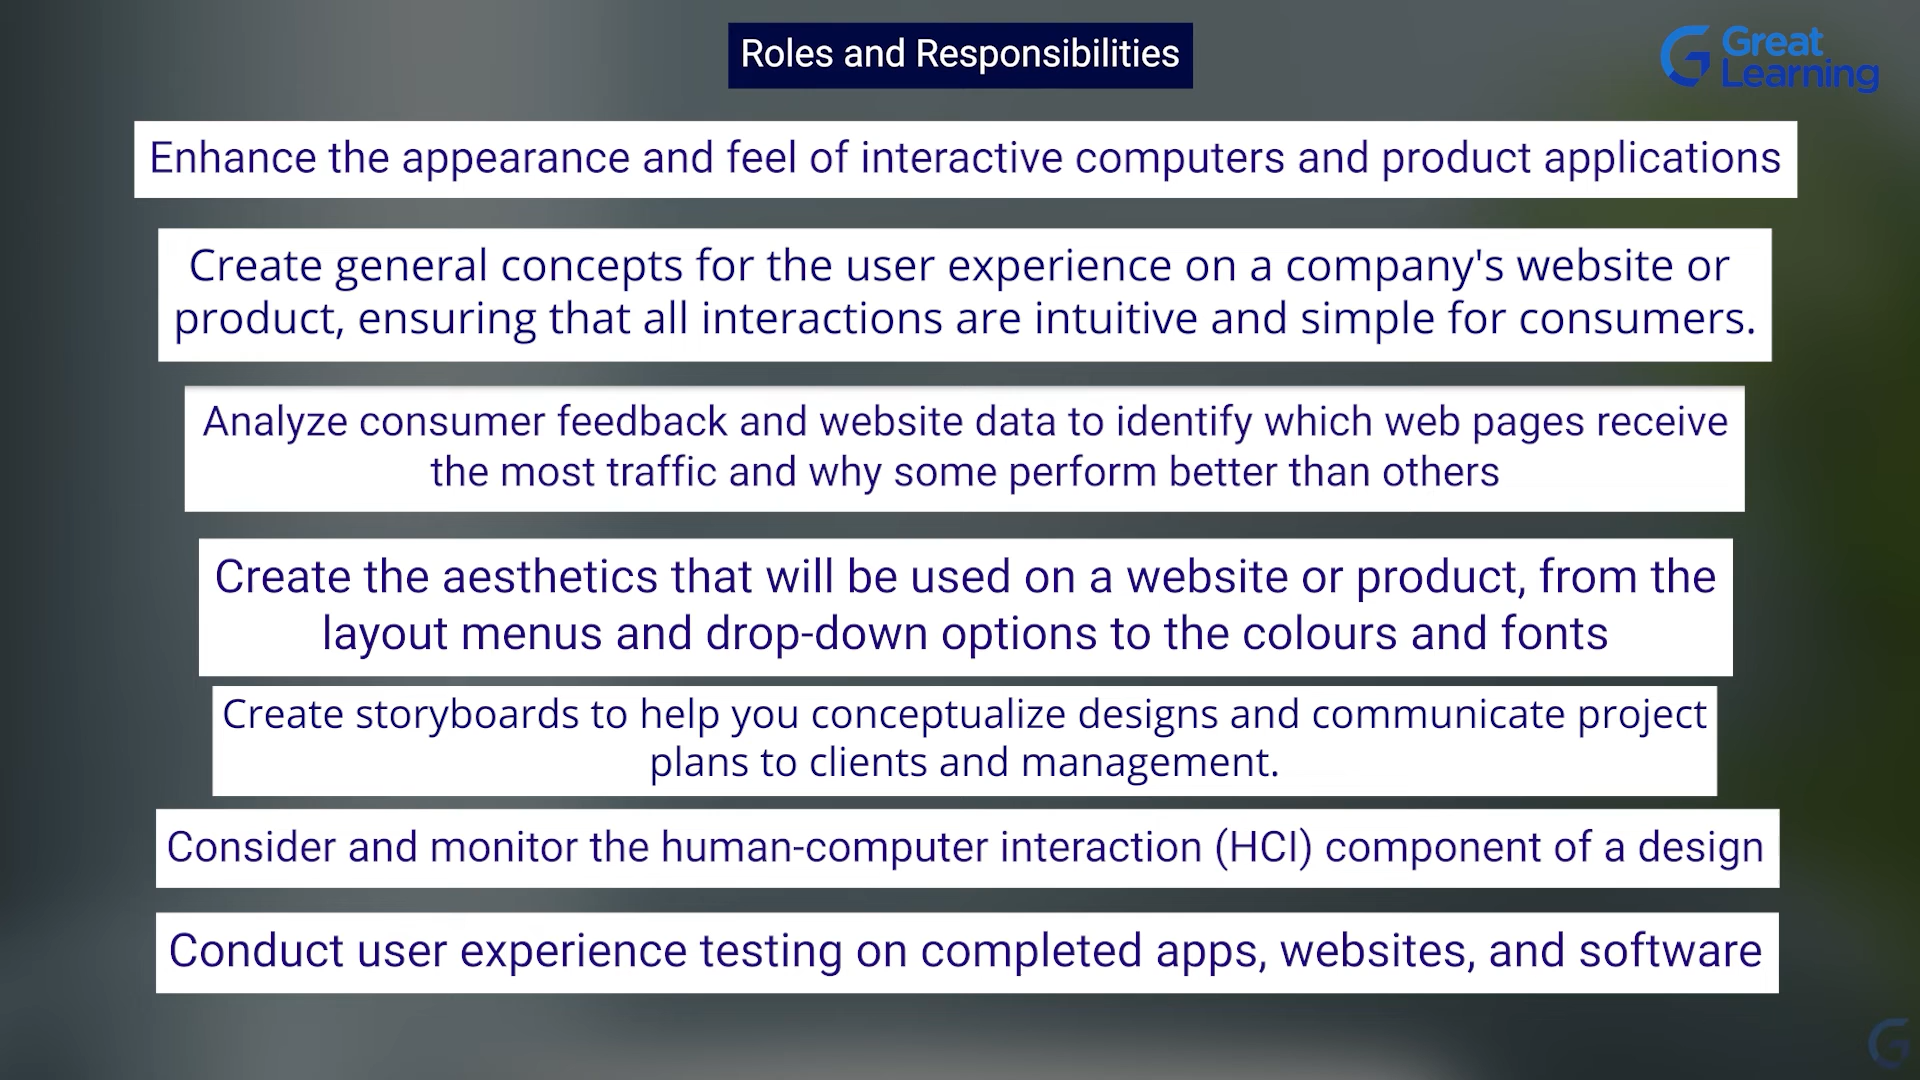 Roles and Responsibilities
Great
Learning
Enhance the appearance and feel of interactive computers and product applications
Create general concepts for the user experience on a company's website or
product, ensuring that all interactions are intuitive and simple for consumers.
Analyze consumer feedback and website data to identify which web pages receive
the most traffic and why some perform better than others
Create the aesthetics that will be used on a website or product, from the
layout menus and drop-down options to the colours and fonts
Create storyboards to help you conceptualize designs and communicate project
plans to clients and management.
Consider and monitor the human-computer interaction (HCI) component of a design
Conduct user experience testing on completed apps, websites, and software